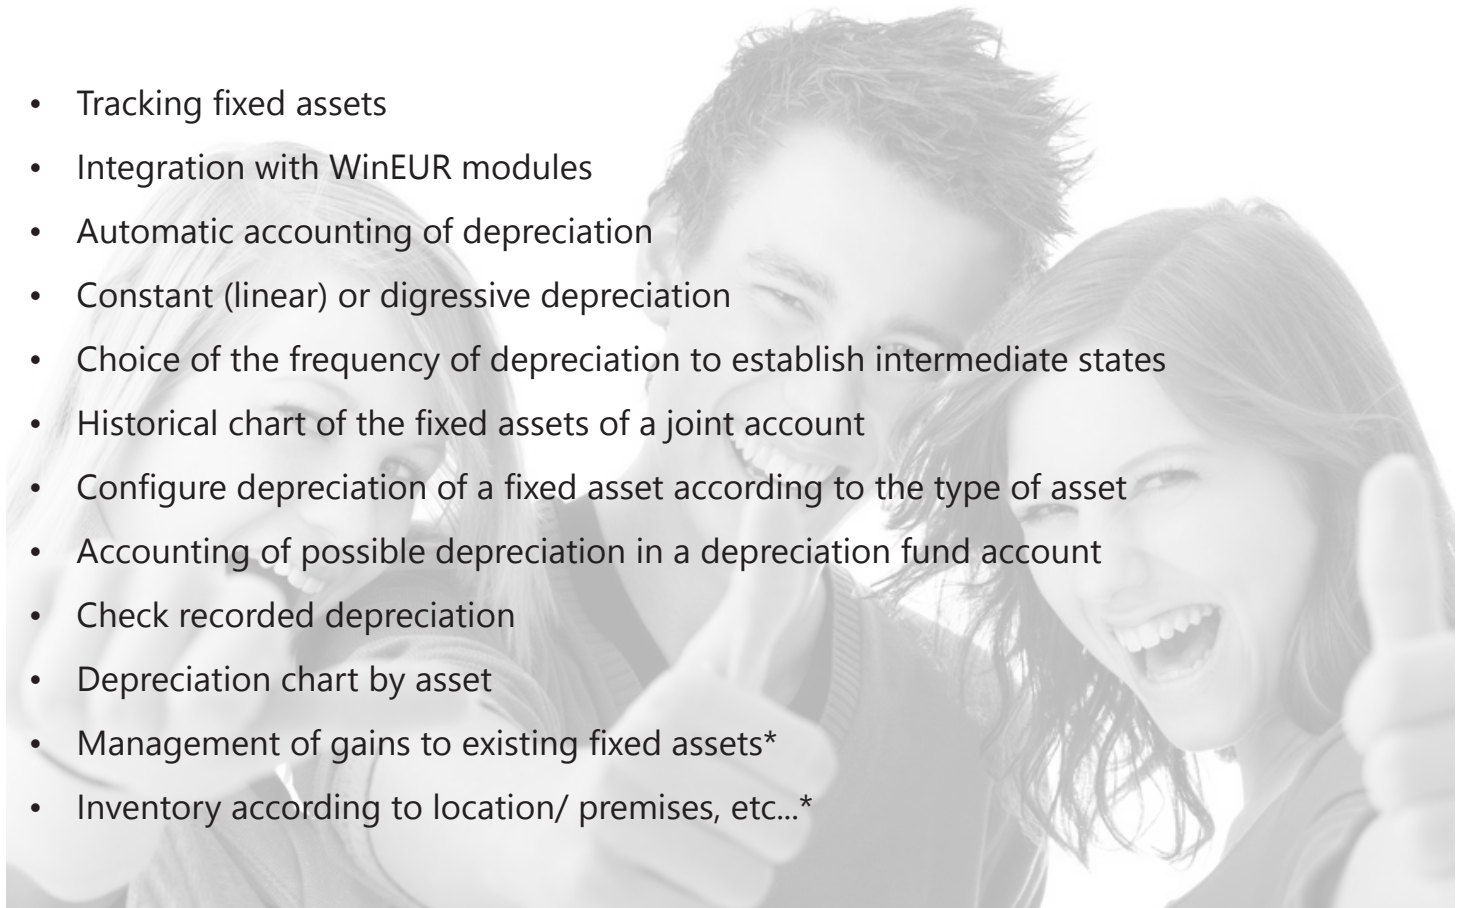 • Tracking fixed assets
• Integration with WinEUR modules
• Automatic accounting of depreciation
• Constant (linear) or digressive depreciation
• Choice of the frequency of depreciation to establish intermediate states
• Historical chart of the fixed assets of a joint account
• Configure depreciation of a fixed asset according to the type of asset
• Accounting of possible depreciation in a depreciation fund account
• Check recorded depreciation
• Depreciation chart by asset
• Management of gains to existing fixed assets*
• Inventory according to location/ premises, etc...*